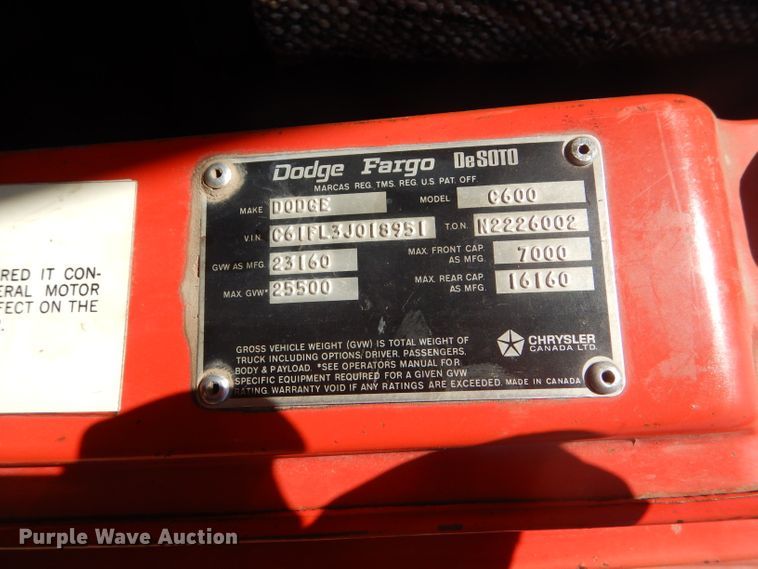 Dodge Fargo DeSOTO
MARCAS REG. TMS. REG. U.S. PAT. OFF.
MAKE DODGE MODEL C600
V.I.N. C61FL3J018951 T.O.N. N2226002
GVW AS MFG. 23160 MAX. FRONT CAP. AS MFG. 7000
MAX. GVW* 25500 MAX. REAR CAP. AS MFG. 16160
GROSS VEHICLE WEIGHT (GVW) IS TOTAL WEIGHT OF
TRUCK INCLUDING OPTIONS, DRIVER, PASSENGERS,
BODY & PAYLOAD. *SEE OPERATORS MANUAL FOR
SPECIFIC EQUIPMENT REQUIRED FOR A GIVEN GVW
RATING. WARRANTY VOID IF ANY RATINGS ARE EXCEEDED. MADE IN CANADA
CHRYSLER
CANADA LTD.
RED IT CON-
ERAL MOTOR
FECT ON THE
Purple Wave Auction